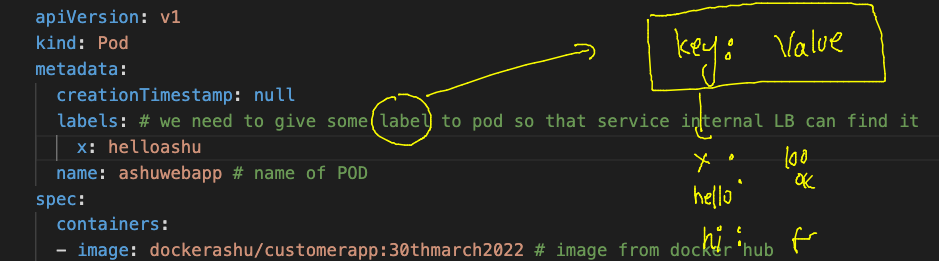 apiVersion: v1
kind: Pod
metadata:
creationTimestamp: null
labels: # we need to give some label to pod so that service internal LB can find it
x: helloashu
name: ashuwebapp # name of POD
spec:
containers:
- image: dockerashu/customerapp:30thmarch2022 # image from docker hub
key: Value
x : 100
ok
hello
hi :